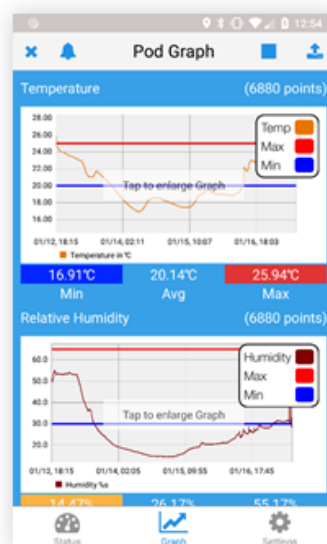 12:54
Pod Graph
Temperature (6880 points)
28.00
26.00
24.00
22.00
20.00
18.00
16.00
Temp
Max
Min
Tap to enlarge Graph
01/12, 18:15 01/14, 02:11 01/15, 10:07 01/16, 18:03
Temperature in °C
16.91°C 20.14°C 25.94°C
Min Avg Max
Relative Humidity (6880 points)
60.0
50.0
40.0
30.0
20.0
Humidity
Max
Min
Tap to enlarge Graph
01/12, 18:15 01/14, 02:05 01/15, 09:55 01/16, 17:45
Humidity
14.47% 26.17% 55.17%
Status Graph Settings